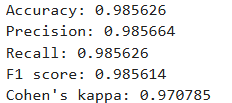 Accuracy: 0.985626
Precision: 0.985664
Recall: 0.985626
F1 score: 0.985614
Cohen's kappa: 0.970785